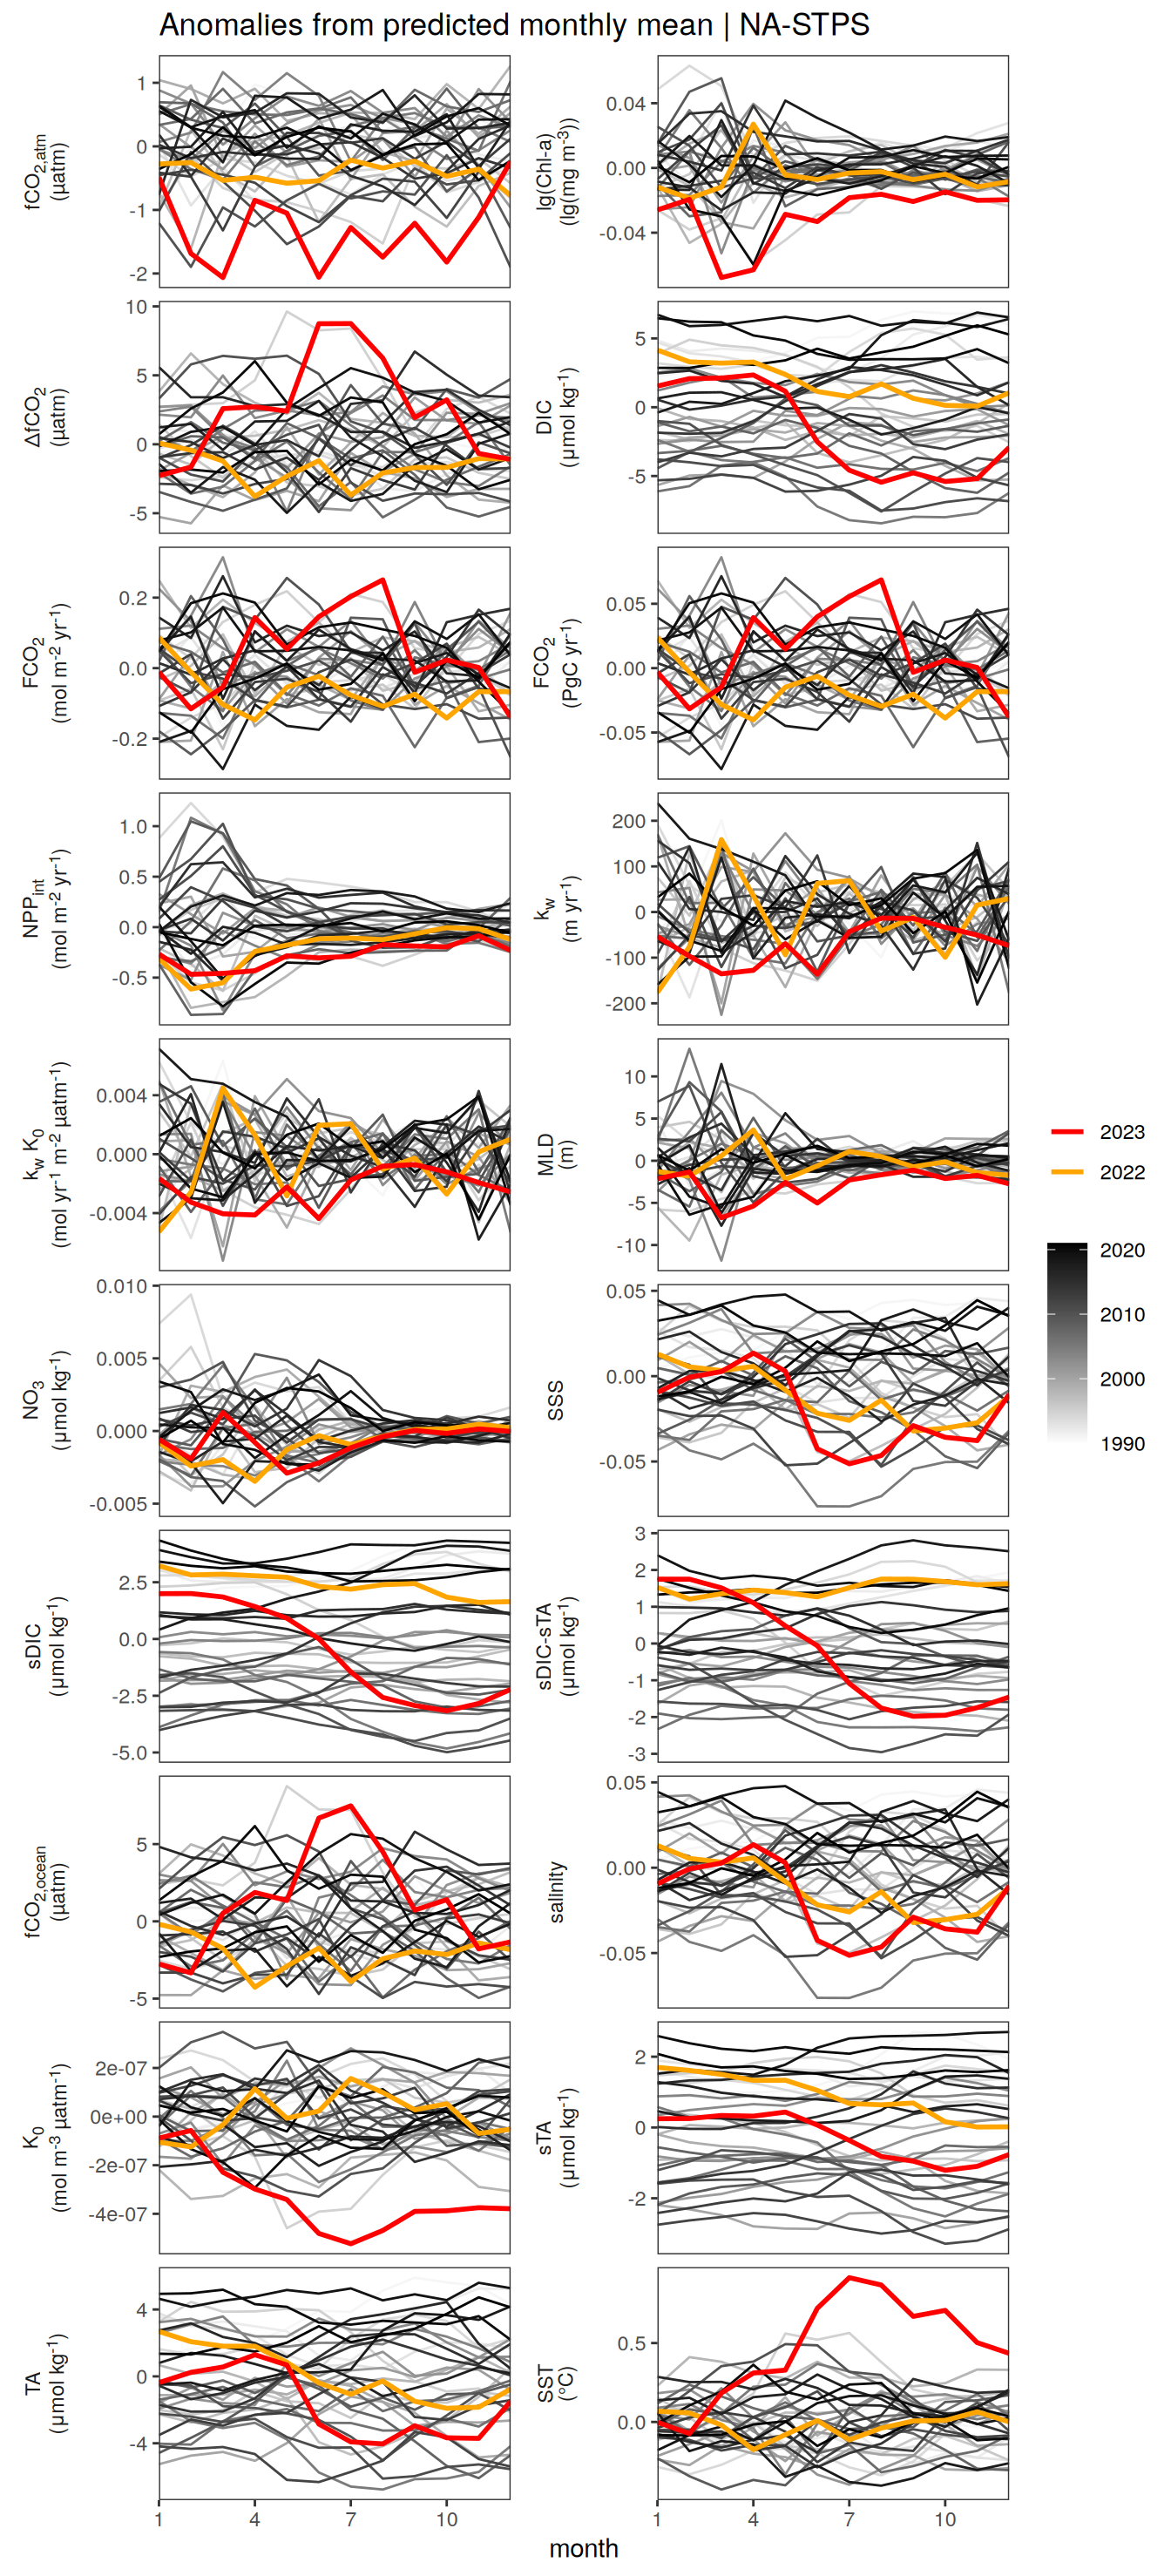 Anomalies from predicted monthly mean | NA-STPS
fCO2,atm
(µatm)
1
0
-1
-2
lg(Chl-a)
(lg(mg m-3))
0.04
0.00
-0.04
ΔfCO2
(µatm)
10
5
0
-5
DIC
(µmol kg-1)
5
0
-5
FCO2
(mol m-2 yr-1)
0.2
0.0
-0.2
FCO2
(PgC yr-1)
0.05
0.00
-0.05
NPPint
(mol m-2 yr-1)
1.0
0.5
0.0
-0.5
kw
(m yr-1)
200
100
0
-100
-200
kw K0
(mol yr-1 m-2 µatm-1)
0.004
0.000
-0.004
MLD
(m)
10
5
0
-5
-10
2023
2022
2020
2010
2000
1990
NO3
(µmol kg-1)
0.010
0.005
0.000
-0.005
SSS
0.05
0.00
-0.05
sDIC
(µmol kg-1)
2.5
0.0
-2.5
-5.0
sDIC-sTA
(µmol kg-1)
3
2
1
0
-1
-2
-3
fCO2,ocean
(µatm)
5
0
-5
salinity
0.05
0.00
-0.05
K0
(mol m-3 µatm-1)
2e-07
0e+00
-2e-07
-4e-07
sTA
(µmol kg-1)
2
0
-2
TA
(µmol kg-1)
4
0
-4
SST
(°C)
0.5
0.0
1 4 7 10
1 4 7 10
month